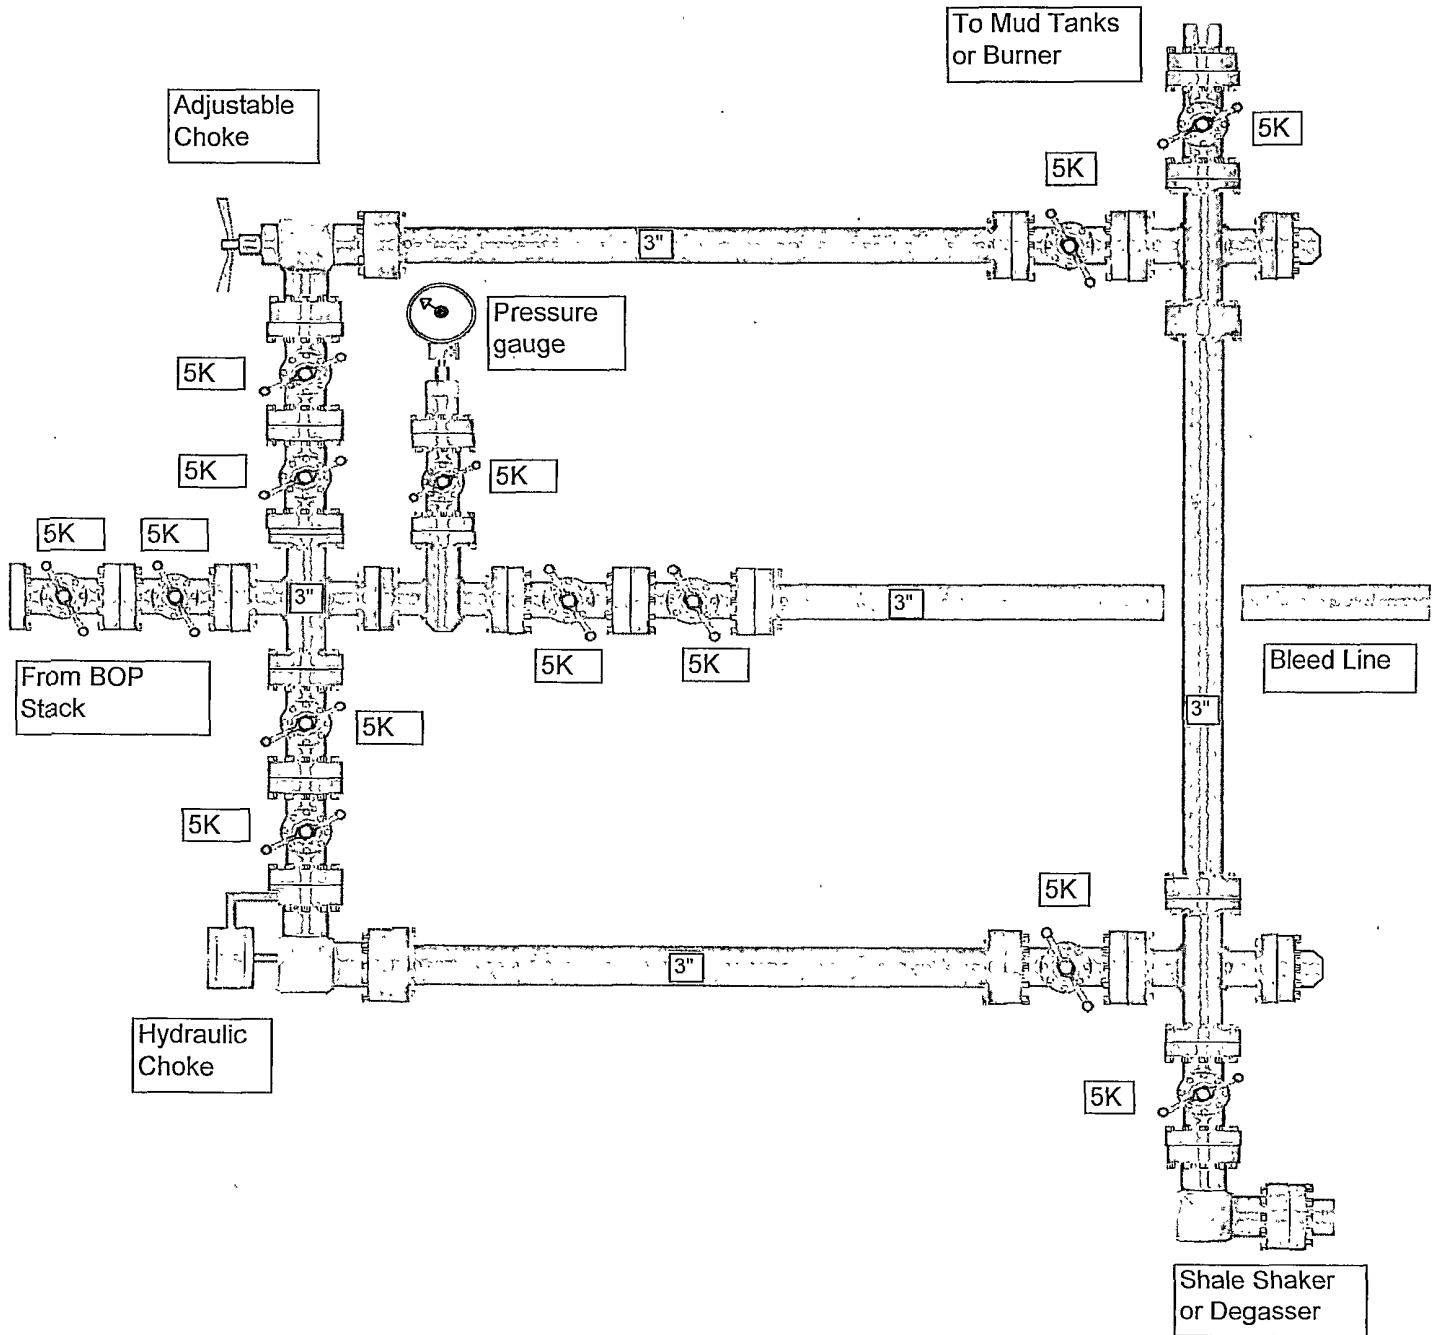 To Mud Tanks
or Burner
Adjustable
Choke
5K
5K
3"
Pressure
gauge
5K
5K
5K
5K
5K
3"
3"
5K
5K
From BOP
Stack
Bleed Line
3"
5K
5K
5K
3"
Hydraulic
Choke
5K
Shale Shaker
or Degasser